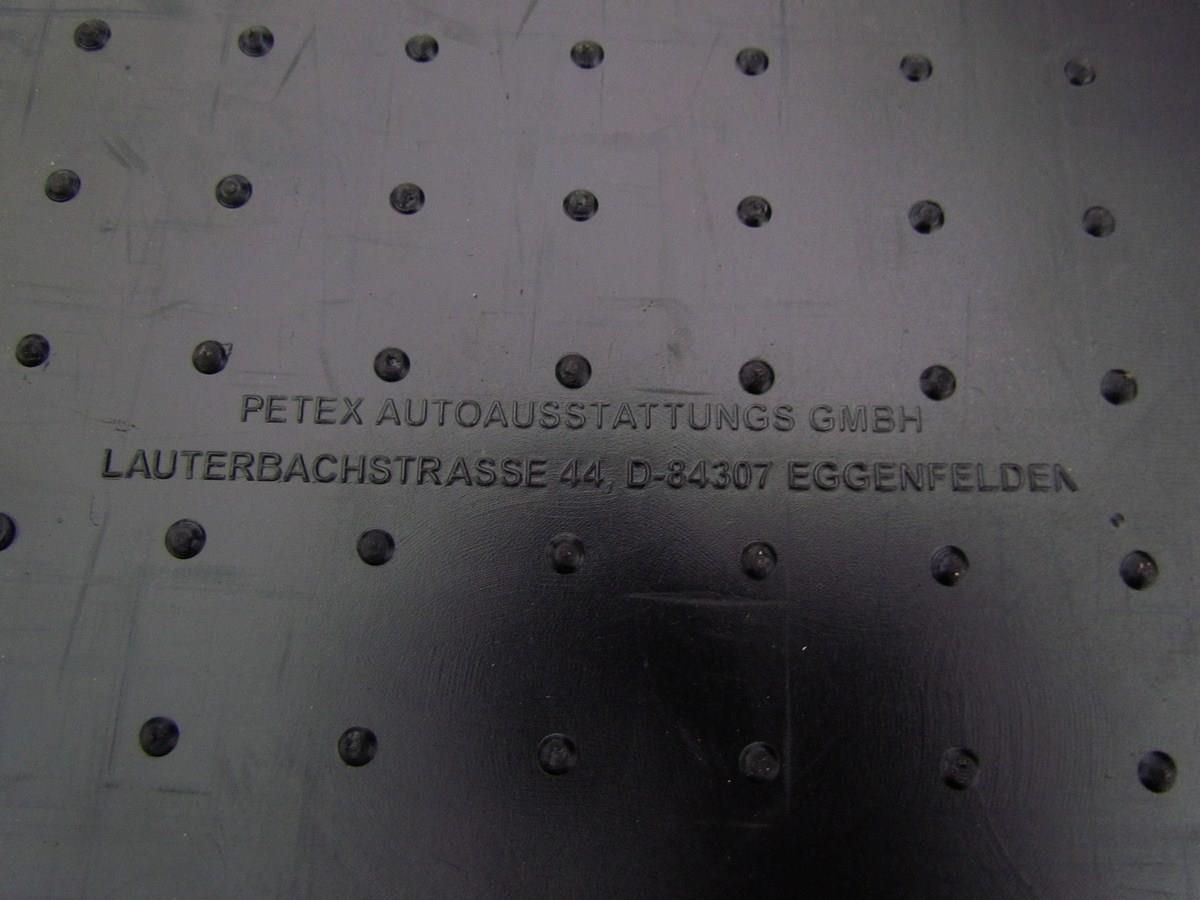 PETEX AUTOAUSSTATTUNGS GMBH
LAUTERBACHSTRASSE 44, D-84307 EGGENFELDEN